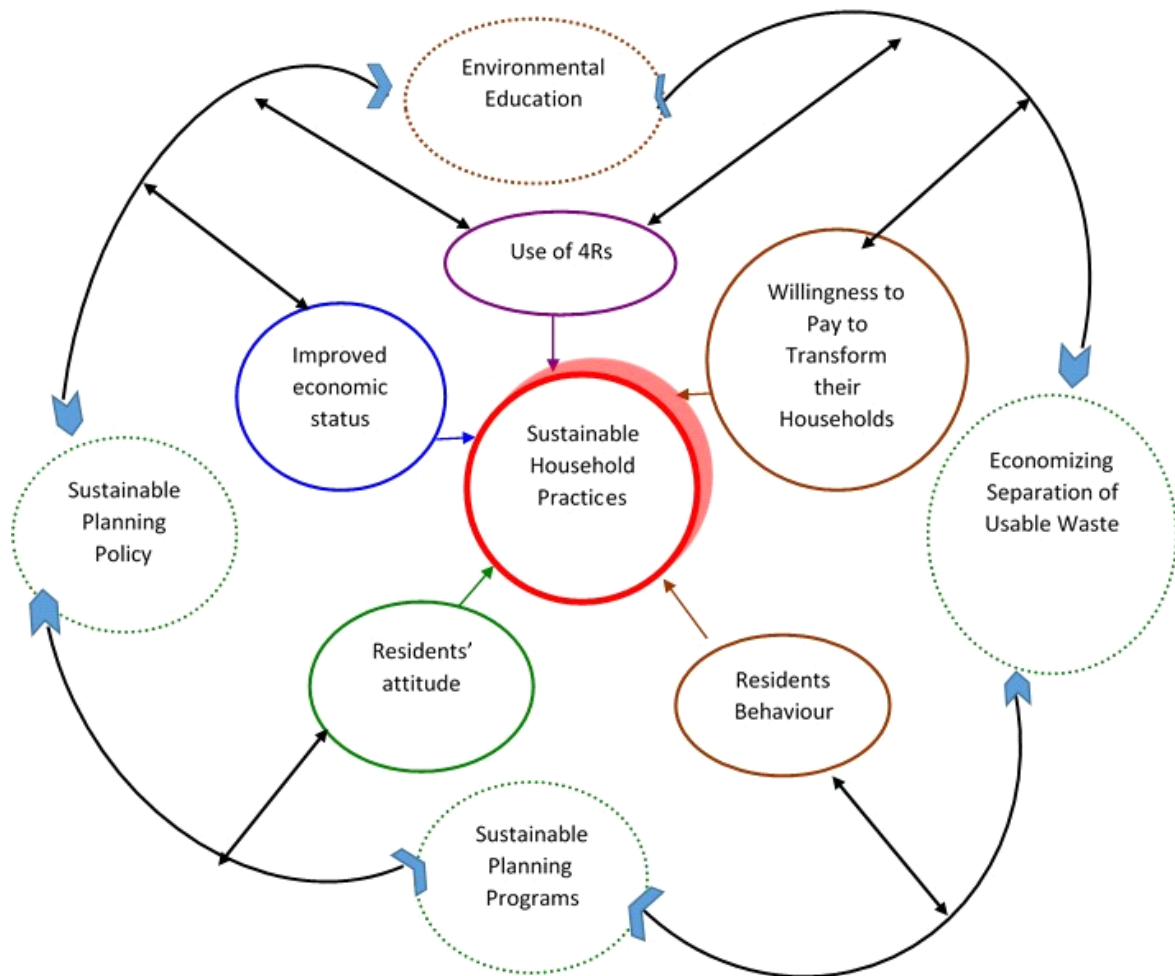 Environmental
Education
Use of 4Rs
Willingness to
Pay to
Transform
their
Households
Improved
economic
status
Sustainable
Household
Practices
Economizing
Separation of
Usable Waste
Sustainable
Planning
Policy
Residents’
attitude
Residents
Behaviour
Sustainable
Planning
Programs